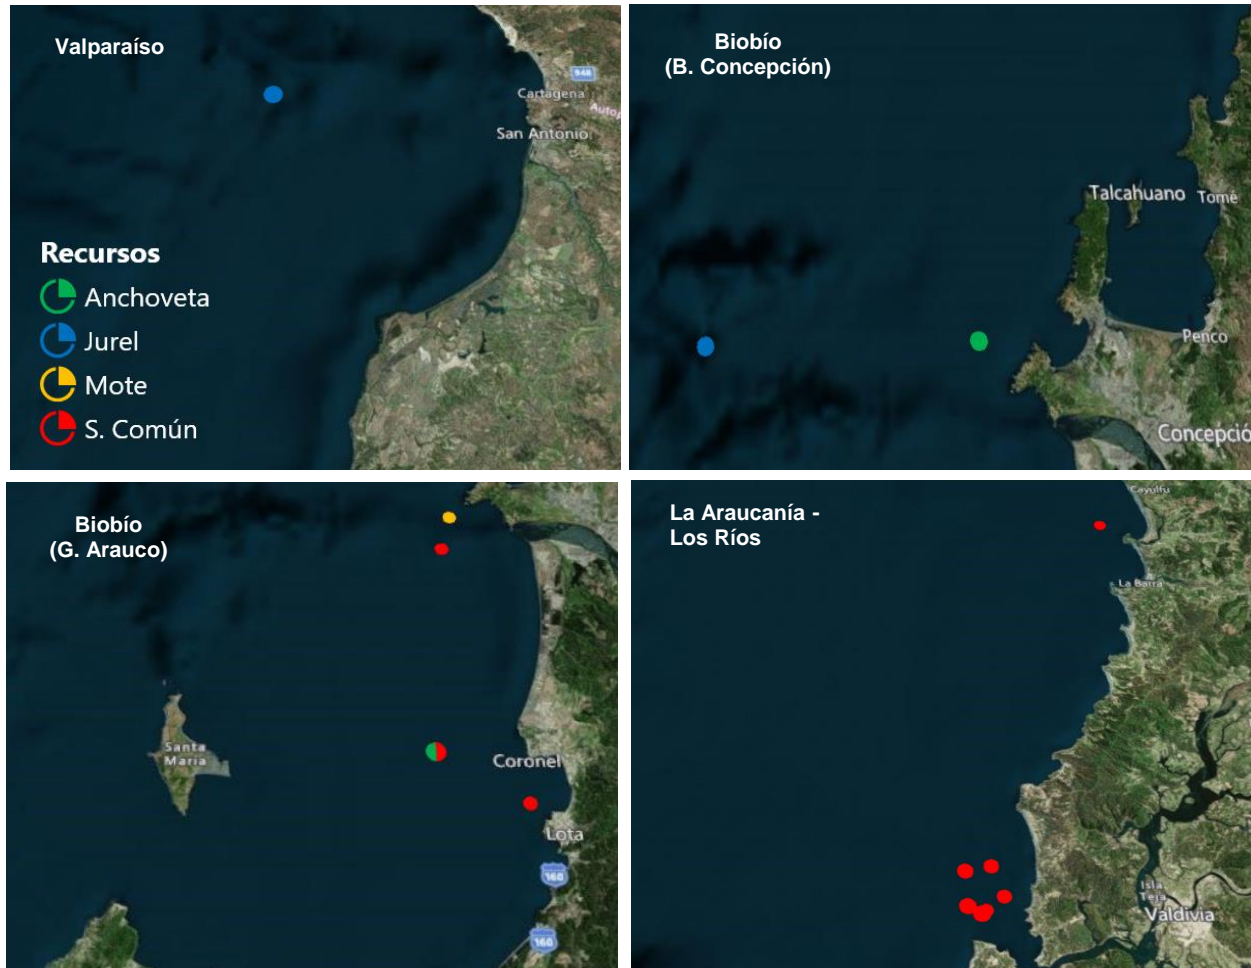 Valparaíso
948
Cartagena
Autop
San Antonio
Recursos
Anchoveta
Jurel
Mote
S. Común
Biobío
(B. Concepción)
Talcahuano
Tomé
Penco
Concepció
Biobío
(G. Arauco)
Santa
María
Coronel
Lota
160
160
La Araucanía -
Los Ríos
La Barra
Isla
Teja
Valdivia